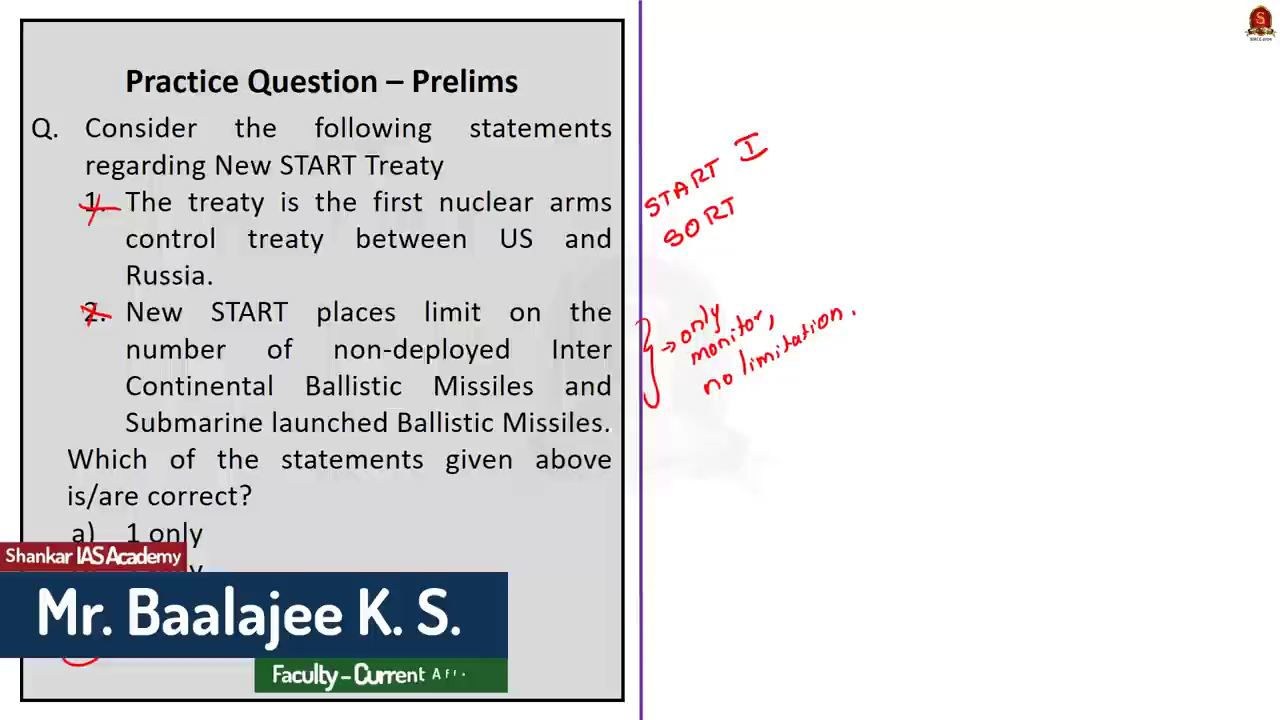 Practice Question – Prelims
Q. Consider the following statements
regarding New START Treaty
1. The treaty is the first nuclear arms
control treaty between US and
Russia.
2. New START places limit on the
number of non-deployed Inter
Continental Ballistic Missiles and
Submarine launched Ballistic Missiles.
Which of the statements given above
is/are correct?
a) 1 only
Shankar IAS Academy
Mr. Baalajee K. S.
Faculty – Current
START I
SORT
→ only
monitor,
no limitation.